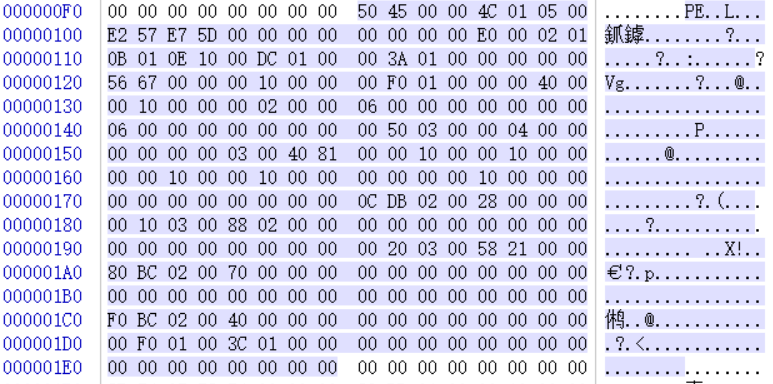 000000F0 00 00 00 00 00 00 00 00 50 45 00 00 4C 01 05 00 ........PE..L...
00000100 E2 57 E7 5D 00 00 00 00 00 00 00 00 E0 00 02 01 釽鐪........?...
00000110 0B 01 0E 10 00 DC 01 00 00 3A 01 00 00 00 00 00 .....?..:......?
00000120 56 67 00 00 00 10 00 00 00 F0 01 00 00 00 40 00 Vg.......?...@..
00000130 00 10 00 00 00 02 00 00 06 00 00 00 00 00 00 00 ................
00000140 06 00 00 00 00 00 00 00 00 50 03 00 00 04 00 00 .........P......
00000150 00 00 00 00 03 00 40 81 00 00 10 00 00 10 00 00 ......@.........
00000160 00 00 10 00 00 10 00 00 00 00 00 00 10 00 00 00 ................
00000170 00 00 00 00 00 00 00 00 0C DB 02 00 28 00 00 00 .........?.(....
00000180 00 10 03 00 88 02 00 00 00 00 00 00 00 00 00 00 ....?...........
00000190 00 00 00 00 00 00 00 00 00 20 03 00 58 21 00 00 ......... ..X!..
000001A0 80 BC 02 00 70 00 00 00 00 00 00 00 00 00 00 00 €?.p............
000001B0 00 00 00 00 00 00 00 00 00 00 00 00 00 00 00 00 ................
000001C0 F0 BC 02 00 40 00 00 00 00 00 00 00 00 00 00 00 鸺..@...........
000001D0 00 F0 01 00 3C 01 00 00 00 00 00 00 00 00 00 00 .?.<............
000001E0 00 00 00 00 00 00 00 00 00 00 00 00 00 00 00 00 ................